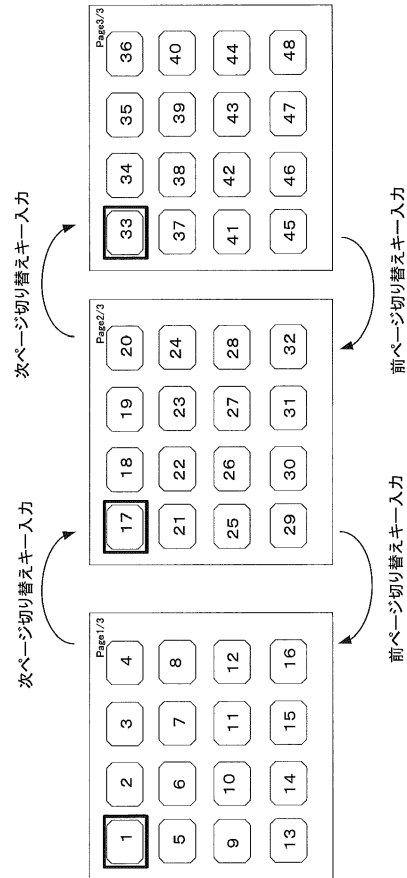 次ページ切り替えキー入力
次ページ切り替えキー入力
Page1/3
1 2 3 4
5 6 7 8
9 10 11 12
13 14 15 16
Page2/3
17 18 19 20
21 22 23 24
25 26 27 28
29 30 31 32
Page3/3
33 34 35 36
37 38 39 40
41 42 43 44
45 46 47 48
前ページ切り替えキー入力
前ページ切り替えキー入力